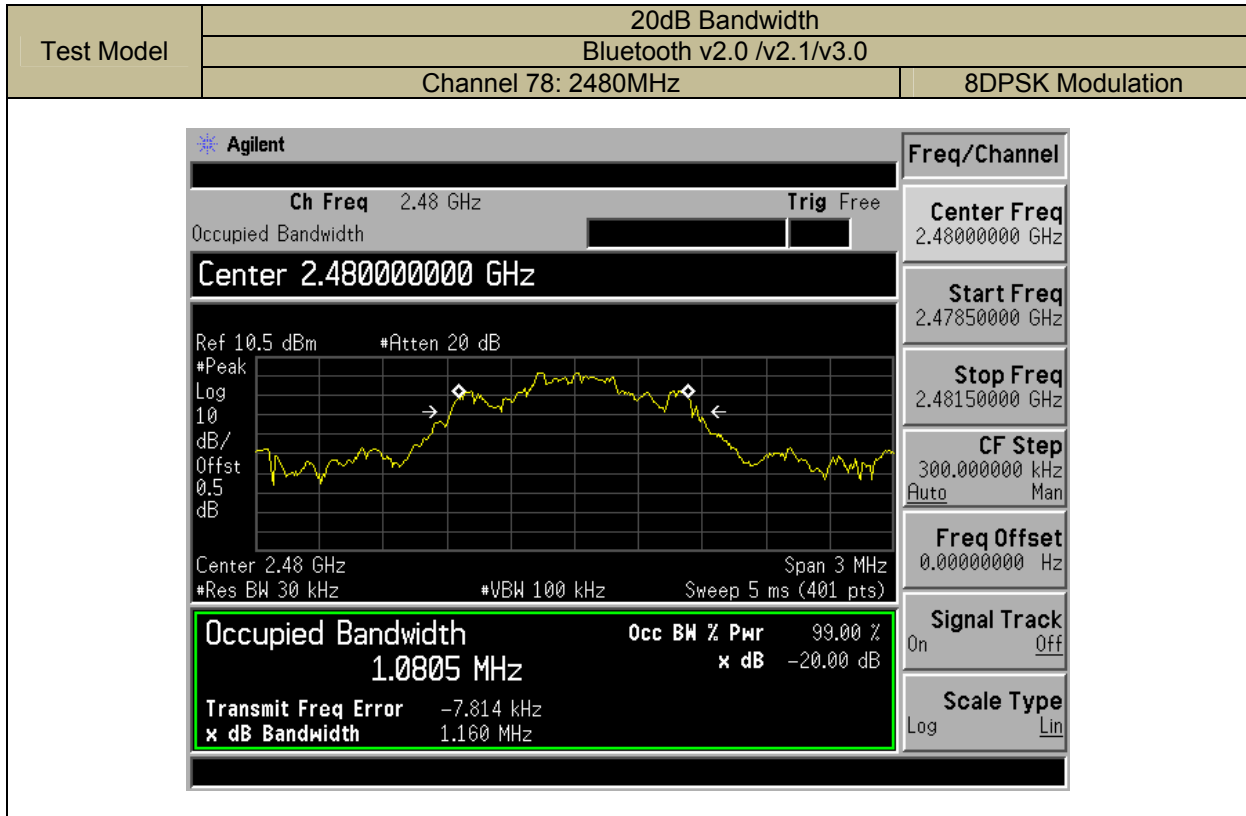 Test Model
20dB Bandwidth
Bluetooth v2.0 /v2.1/v3.0
Channel 78: 2480MHz
8DPSK Modulation
Agilent
Freq/Channel
Ch Freq 2.48 GHz
Trig Free
Occupied Bandwidth
Center 2.480000000 GHz
Ref 10.5 dBm
#Atten 20 dB
#Peak
Log
10
dB/
Offst
0.5
dB
Center 2.48 GHz
Span 3 MHz
#Res BW 30 kHz
#VBW 100 kHz
Sweep 5 ms (401 pts)
Occupied Bandwidth
1.0805 MHz
Occ BW % Pwr 99.00 %
x dB -20.00 dB
Transmit Freq Error -7.814 kHz
x dB Bandwidth 1.160 MHz
Center Freq
2.48000000 GHz
Start Freq
2.47850000 GHz
Stop Freq
2.48150000 GHz
CF Step
300.000000 kHz
Auto Man
Freq Offset
0.00000000 Hz
Signal Track
On Off
Scale Type
Log Lin